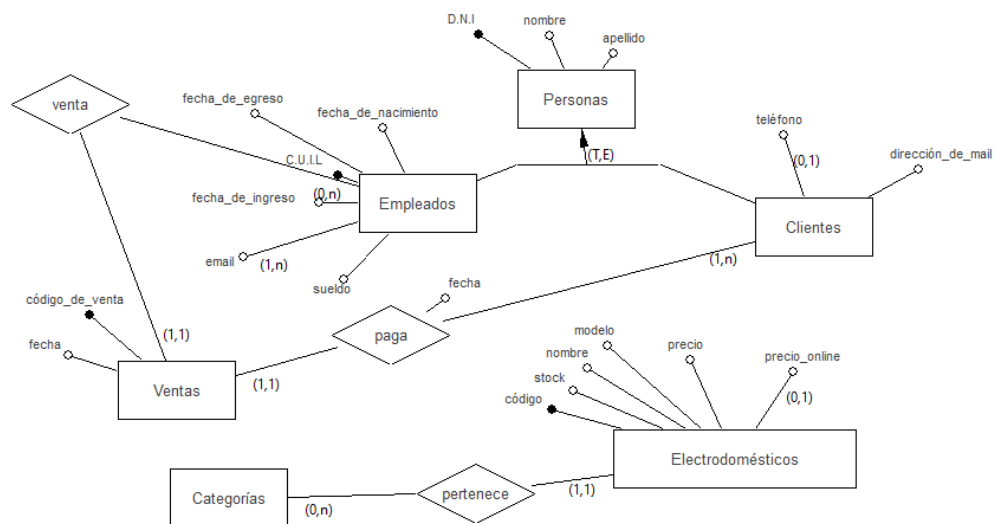 D.N.I
nombre
apellido
Personas
(T,E)
venta
fecha_de_egreso
fecha_de_nacimiento
C.U.I.L
(0,n)
fecha_de_ingreso
Empleados
email
(1,n)
sueldo
teléfono
(0,1)
dirección_de_mail
Clientes
(1,n)
fecha
paga
código_de_venta
fecha
(1,1)
Ventas
(1,1)
modelo
nombre
precio
precio_online
stock
(0,1)
código
Electrodomésticos
Categorías
(0,n)
pertenece
(1,1)